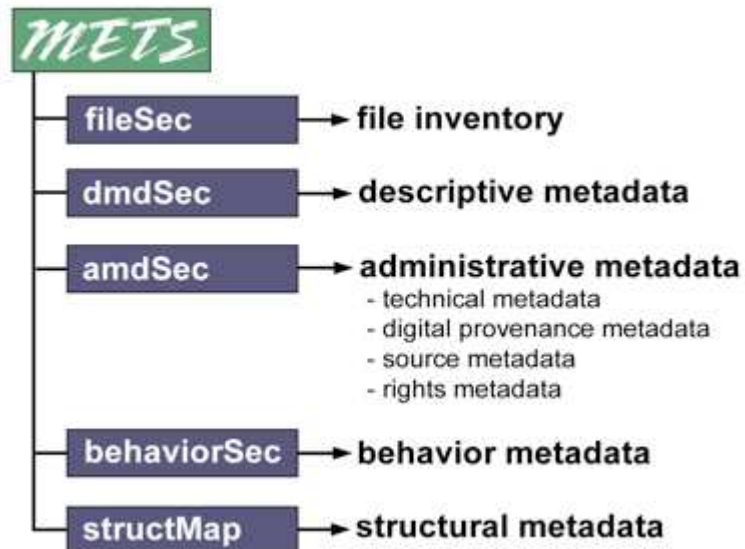 METS
fileSec
file inventory
dmdSec
descriptive metadata
amdSec
administrative metadata
- technical metadata
- digital provenance metadata
- source metadata
- rights metadata
behaviorSec
behavior metadata
structMap
structural metadata